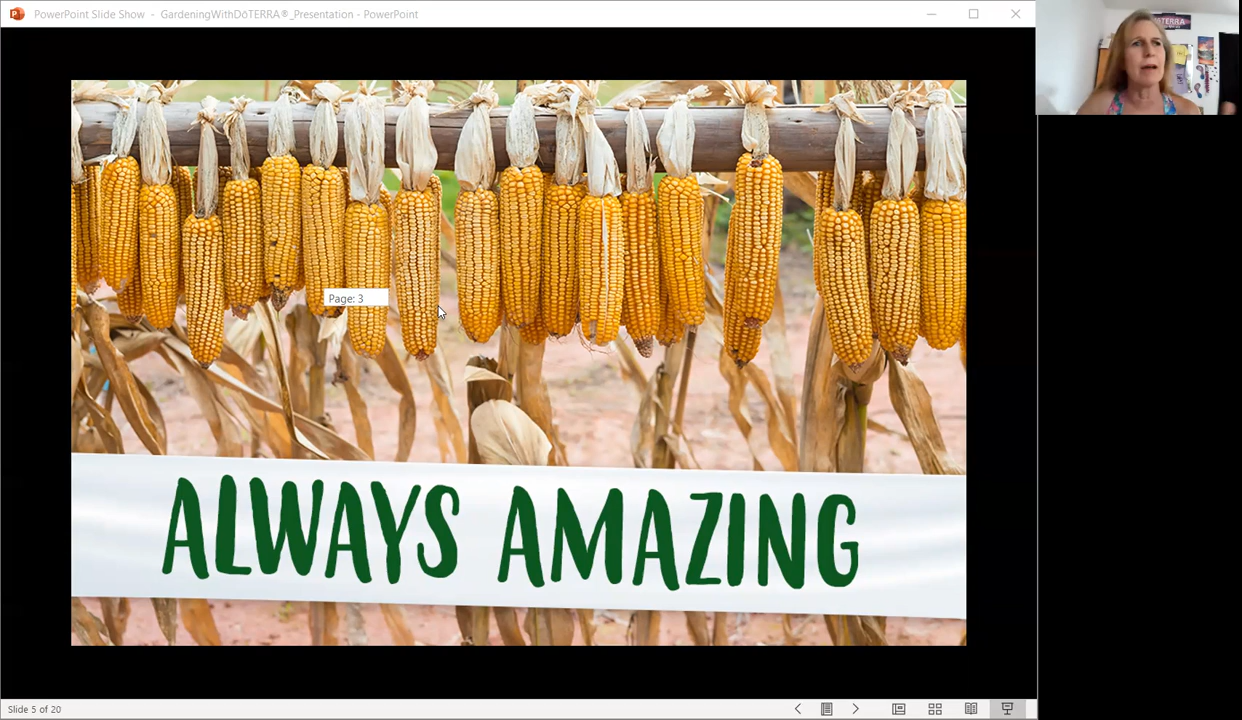 PowerPoint Slide Show - GardeningWithDōTERRA®_Presentation - PowerPoint
Page: 3
ALWAYS AMAZING
Slide 5 of 20